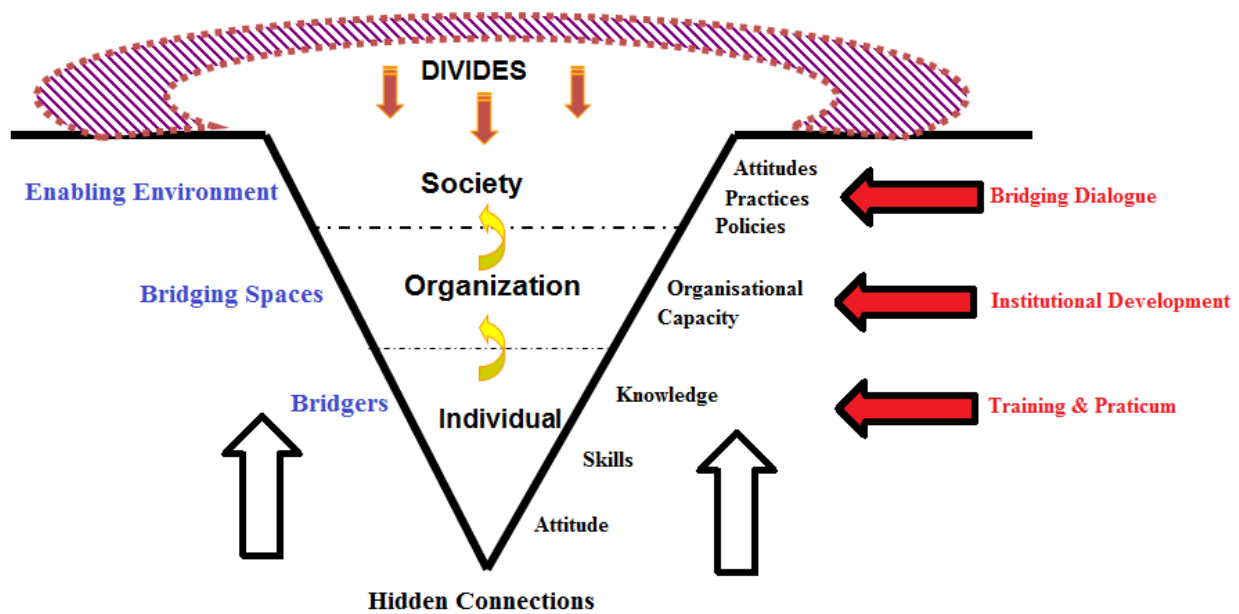 DIVIDES
Society
Enabling Environment
Attitudes
Practices
Policies
Bridging Dialogue
Organization
Bridging Spaces
Organisational
Capacity
Institutional Development
Individual
Bridgers
Knowledge
Skills
Attitude
Training & Praticum
Hidden Connections